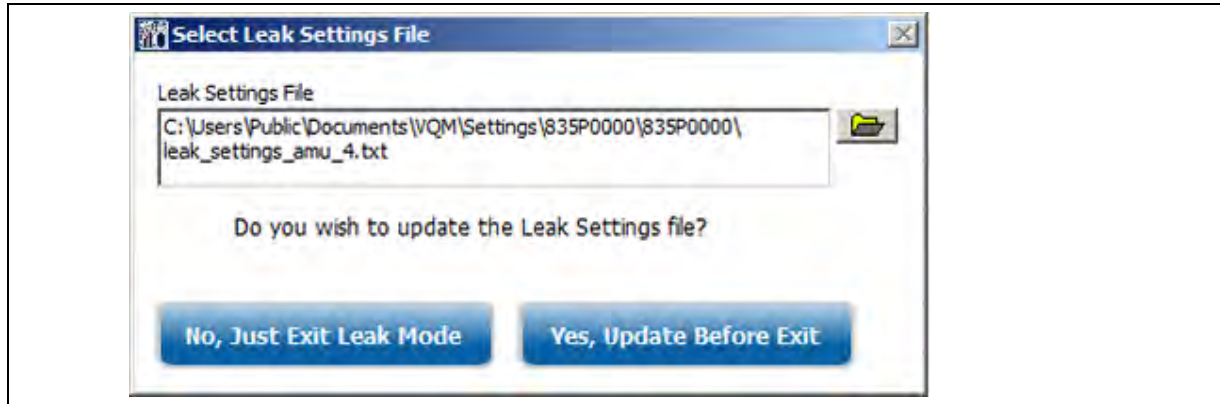 Select Leak Settings File
Leak Settings File
C:\Users\Public\Documents\VQM\Settings\835P0000\835P0000\
leak_settings_amu_4.txt
Do you wish to update the Leak Settings file?
No, Just Exit Leak Mode
Yes, Update Before Exit